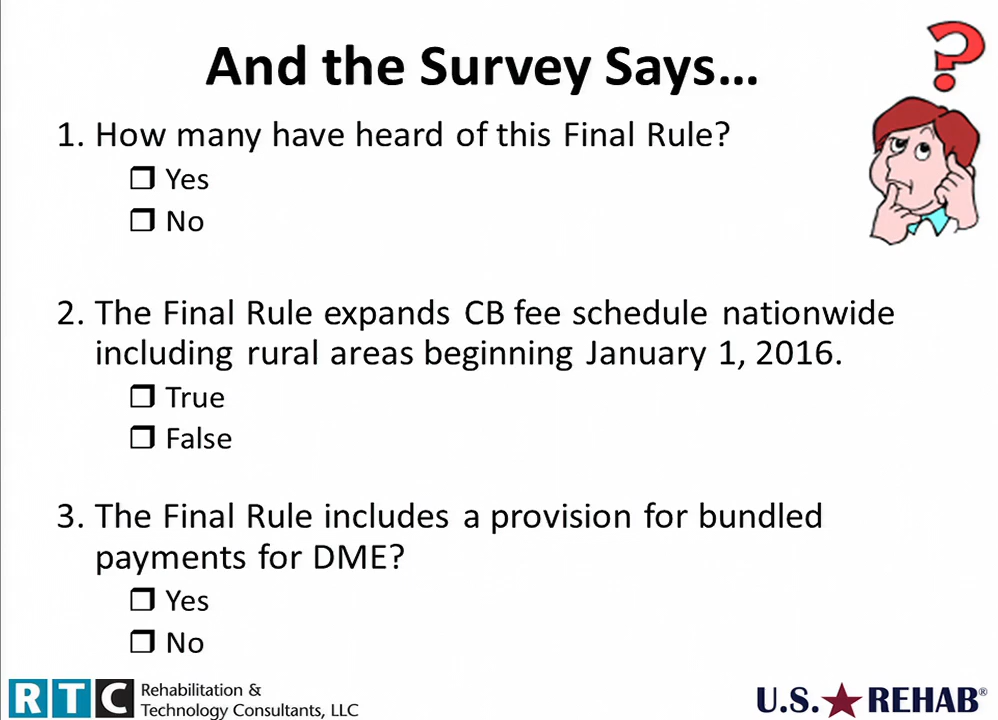 And the Survey Says…
?
1. How many have heard of this Final Rule?
❒ Yes
❒ No
2. The Final Rule expands CB fee schedule nationwide
including rural areas beginning January 1, 2016.
❒ True
❒ False
3. The Final Rule includes a provision for bundled
payments for DME?
❒ Yes
❒ No
RTC Rehabilitation &
Technology Consultants, LLC
U.S. REHAB®